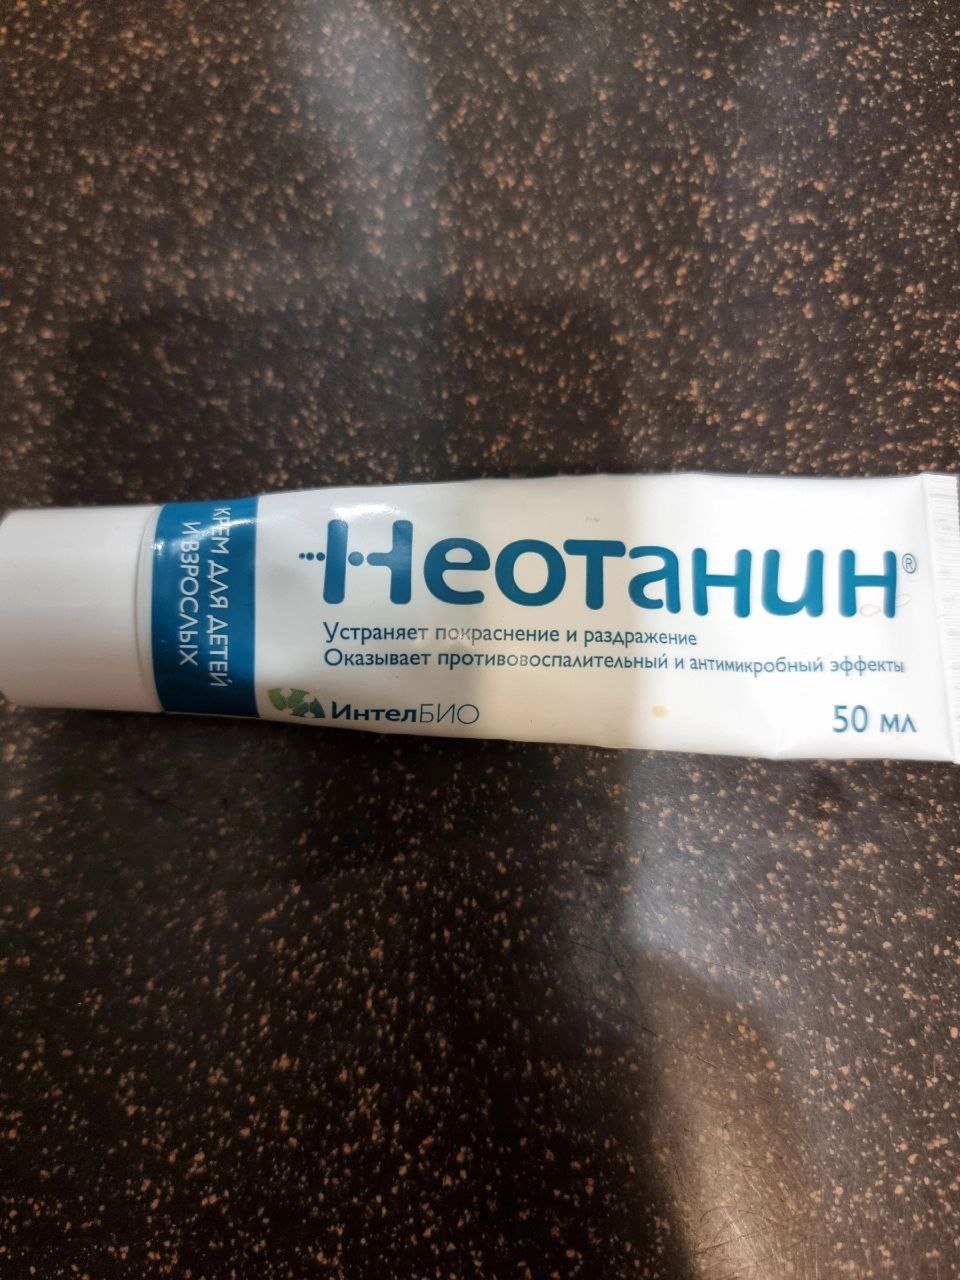 КРЕМ ДЛЯ ДЕТЕЙ
И ВЗРОСЛЫХ
Неотанин®
Устраняет покраснение и раздражение
Оказывает противовоспалительный и антимикробный эффекты
ИнтелБИО
50 мл